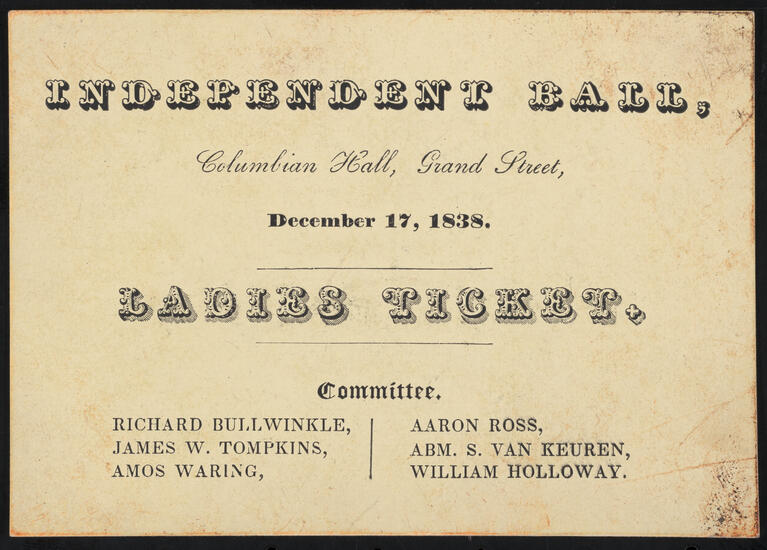 INDEPENDENT BALL,
Columbian Hall, Grand Street,
December 17, 1838.
LADIES TICKET.
Committee.
RICHARD BULLWINKLE,
JAMES W. TOMPKINS,
AMOS WARING,
AARON ROSS,
ABM. S. VAN KEUREN,
WILLIAM HOLLOWAY.